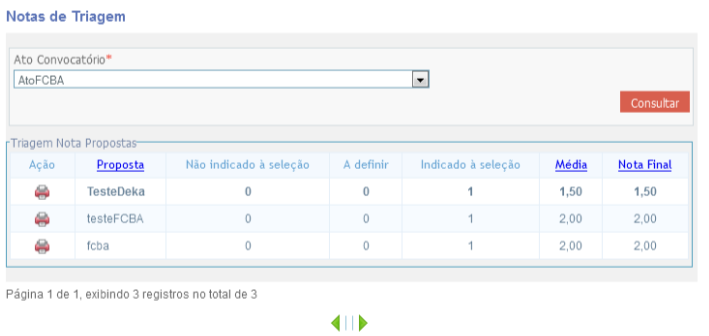 Notas de Triagem
Ato Convocatório*
AtoFCBA
Consultar
Triagem Nota Propostas
Ação Proposta Não indicado à seleção A definir Indicado à seleção Média Nota Final
TesteDeka 0 0 1 1,50 1,50
testeFCBA 0 0 1 2,00 2,00
fcba 0 0 1 2,00 2,00
Página 1 de 1, exibindo 3 registros no total de 3